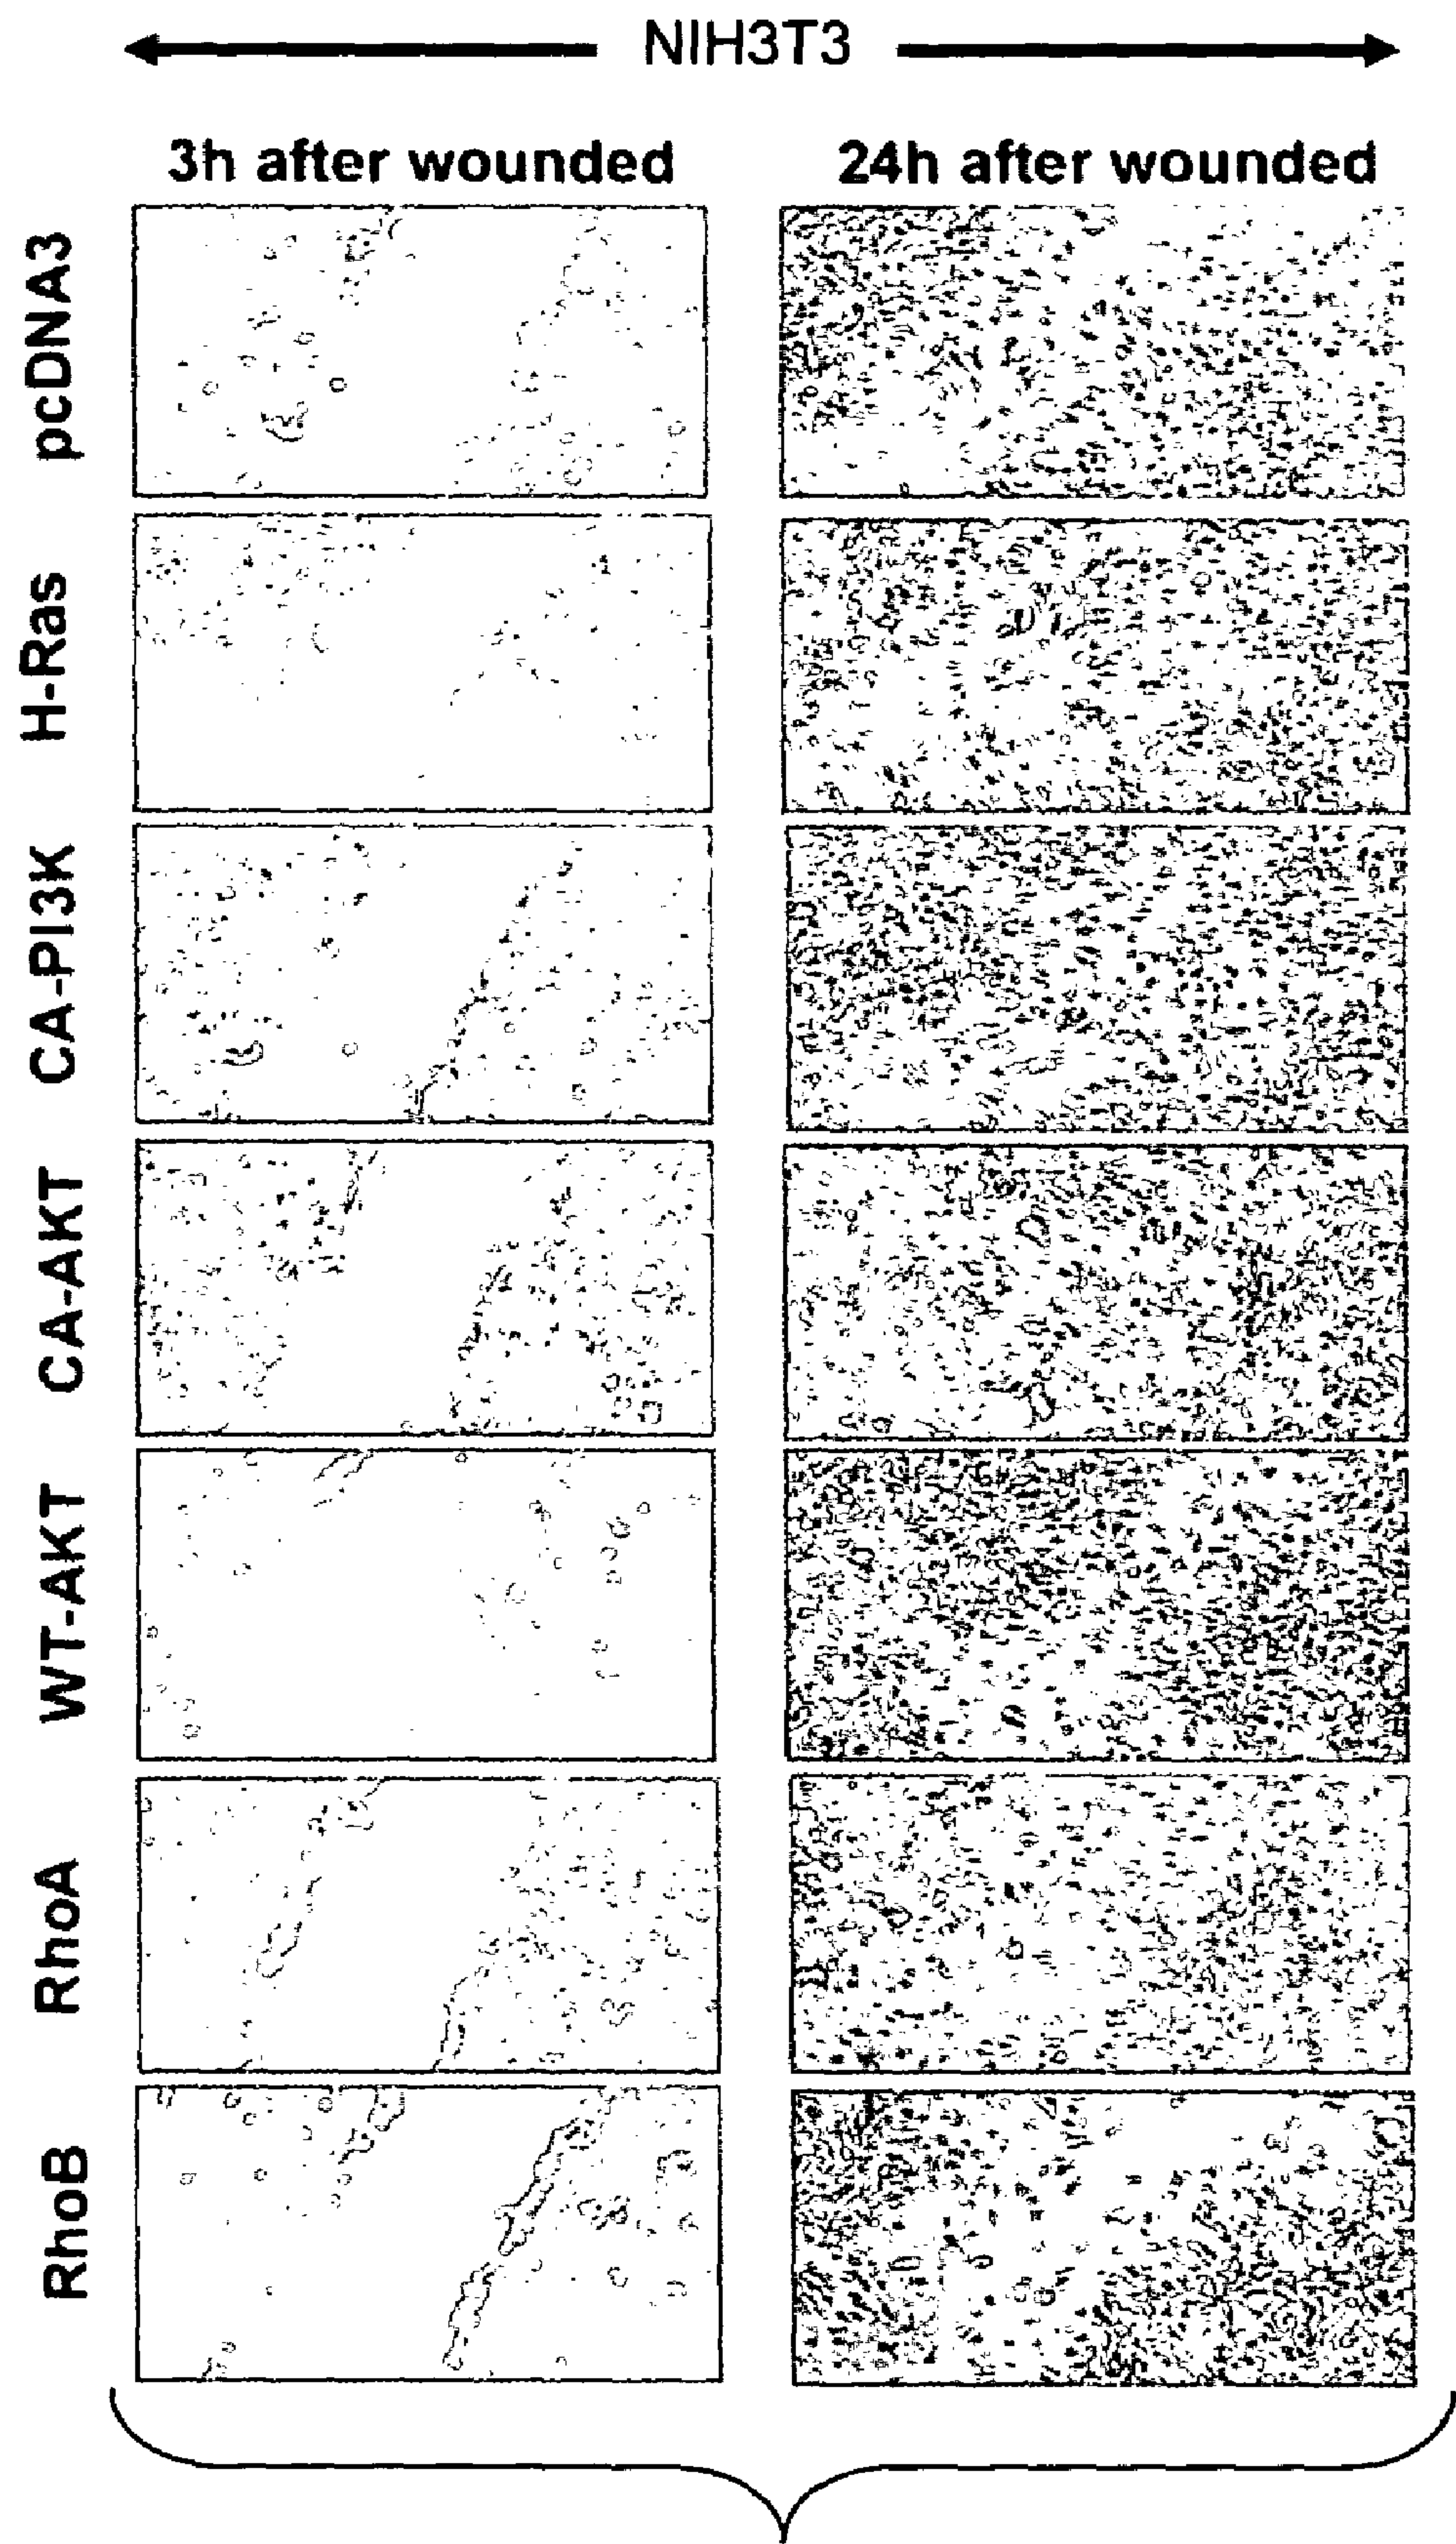 NIH3T3
3h after wounded
24h after wounded
pcDNA3
H-Ras
CA-PI3K
CA-AKT
WT-AKT
RhoA
RhoB